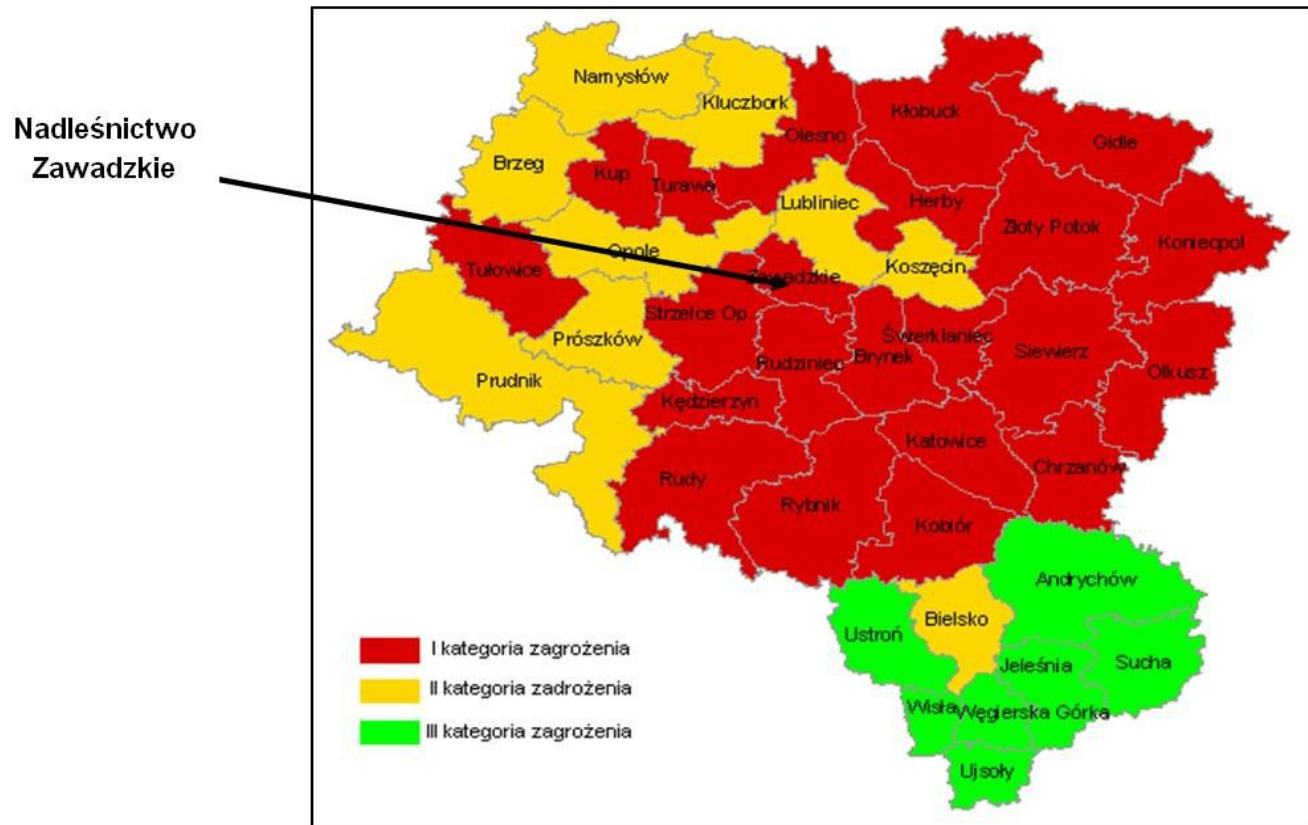 Nadleśnictwo
Zawadzkie
Namysłów
Kluczbork
Olesno
Kłobuck
Gidle
Brzeg
Kup
Turawa
Lubliniec
Herby
Złoty Potok
Koniecpol
Tułowice
Opole
Zawadzkie
Koszęcin
Strzelce Op
Prószków
Rudziniec
Brynek
Świerklaniec
Siewierz
Olkusz
Prudnik
Kędzierzyn
Katowice
Chrzanów
Rudy
Rybnik
Kobiór
Andrychów
Ustroń
Bielsko
Jeleśnia
Sucha
Wisła
Węgierska Górka
Ujsoły
I kategoria zagrożenia
II kategoria zadrożenia
III kategoria zagrożenia